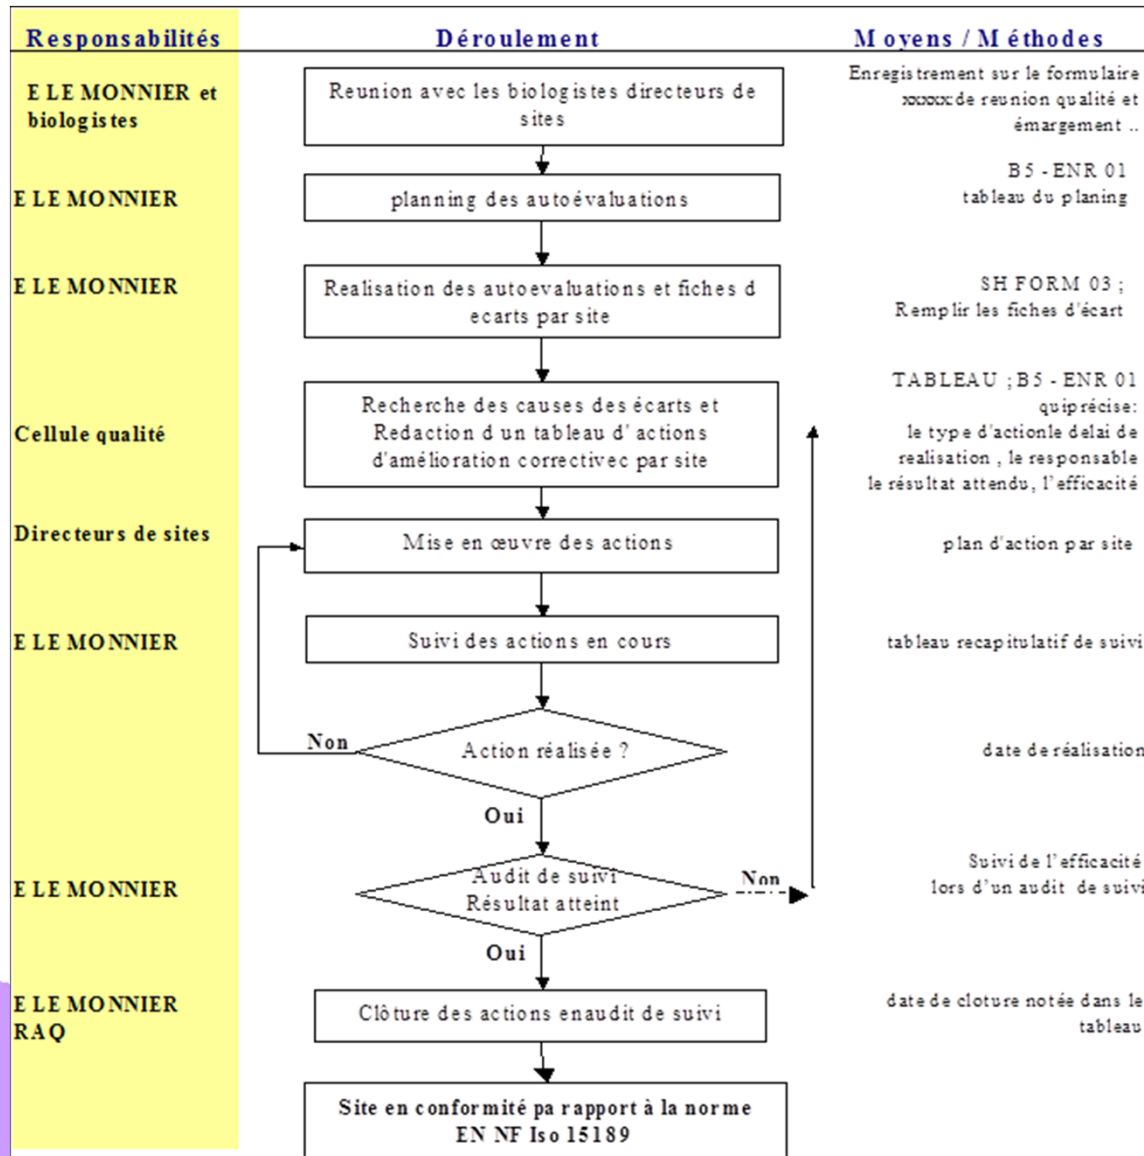 Responsabilités Déroulement Moyens / Méthodes
E LE MONNIER et
biologistes
Reunion avec les biologistes directeurs de
sites
Enregistrement sur le formulaire
xxxxx de reunion qualité et
émargement ..
E LE MONNIER
planning des autoévaluations
B5 - ENR 01
tableau du planing
E LE MONNIER
Realisation des autoevaluations et fiches d
ecarts par site
SH FORM 03 ;
Remplir les fiches d'écart
Cellule qualité
Recherche des causes des écarts et
Redaction d un tableau d' actions
d'amélioration correctivec par site
TABLEAU ; B5 - ENR 01
quiprécise:
le type d'actionle delai de
realisation , le responsable
le résultat attendu, l'efficacité
Directeurs de sites
Mise en œuvre des actions
plan d'action par site
E LE MONNIER
Suivi des actions en cours
tableau recapitulatif de suivi
Non
Action réalisée ?
date de réalisation
Oui
E LE MONNIER
Audit de suivi
Résultat atteint
Non
Suivi de l'efficacité
lors d'un audit de suivi
Oui
E LE MONNIER
RAQ
Clôture des actions enaudit de suivi
date de cloture notée dans le
tableau
Site en conformité pa rapport à la norme
EN NF Iso 15189